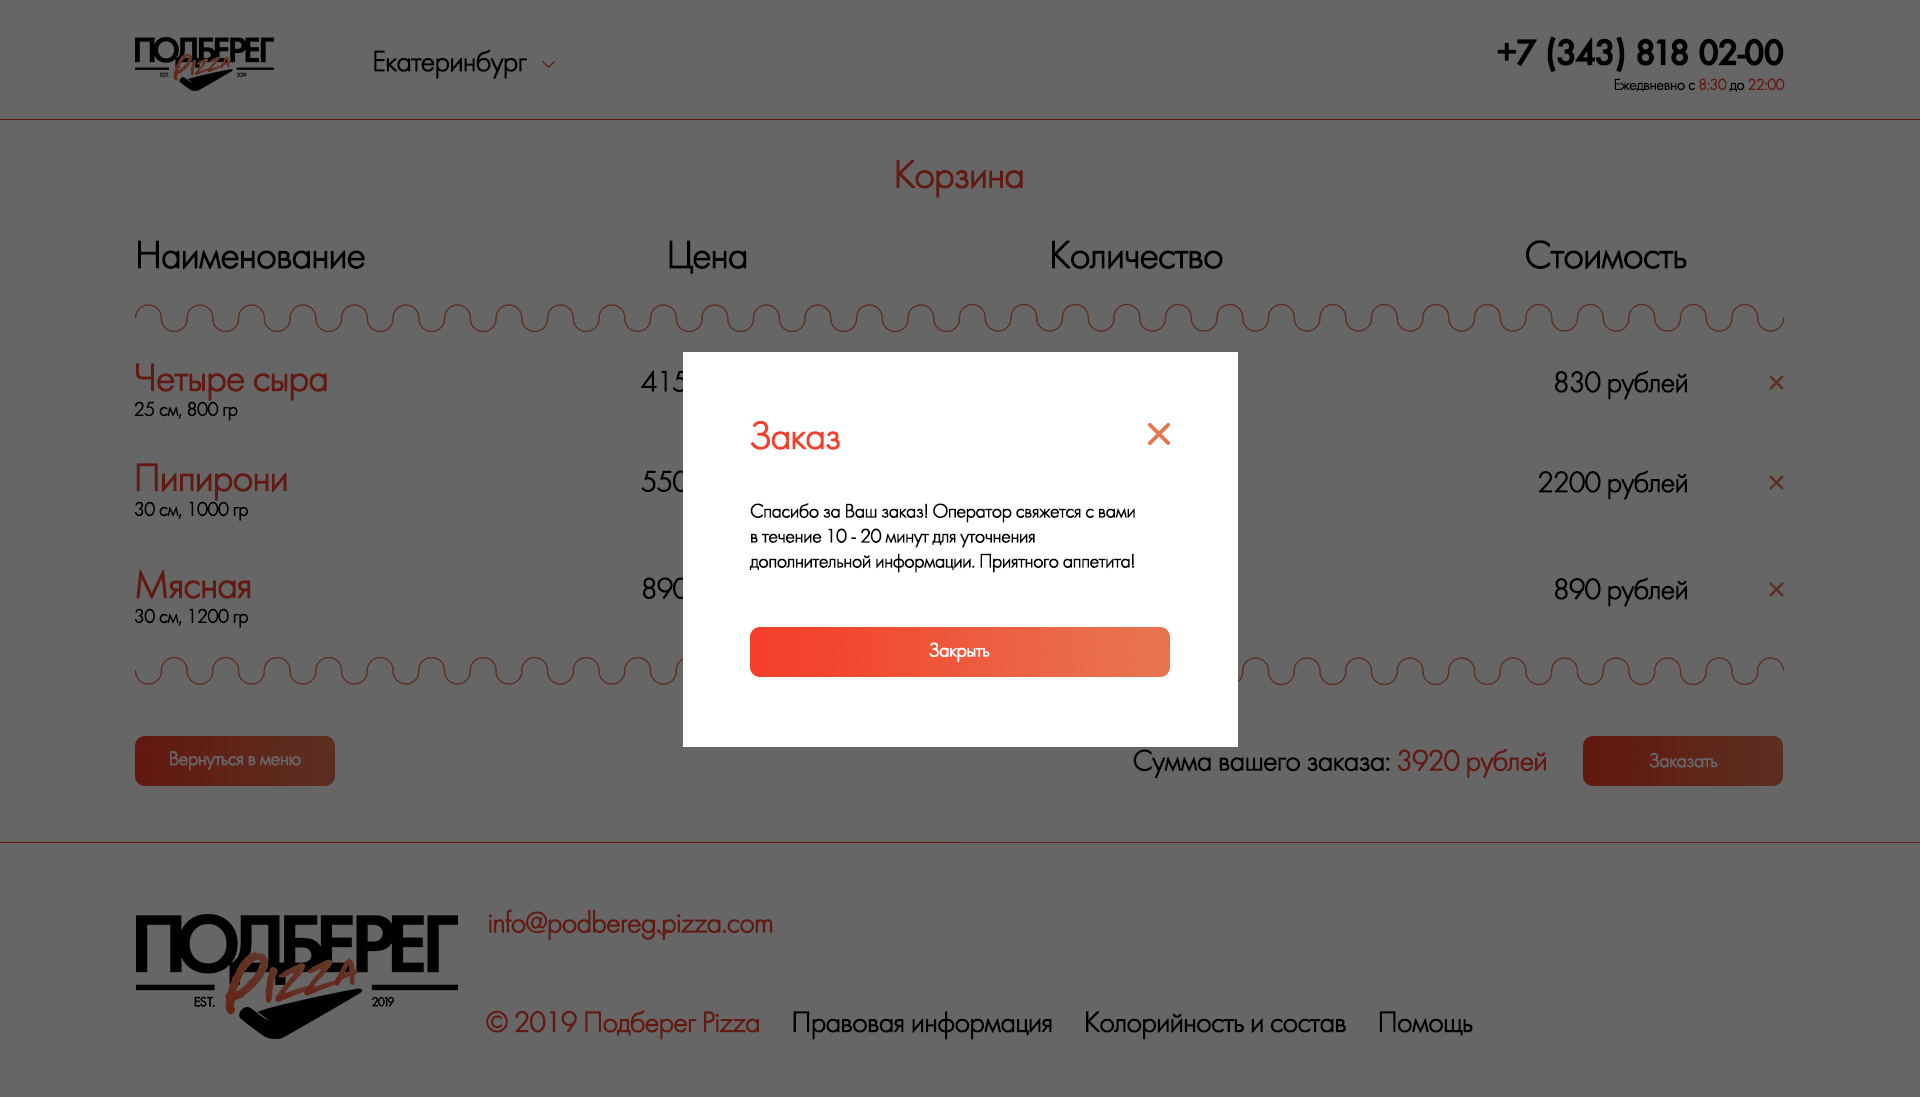 ПОДБЕРЕГ
Pizza
EST. 2019
Екатеринбург
+7 (343) 818 02-00
Ежедвневно с 8:30 до 22:00
Корзина
Наименование Цена Количество Стоимость
Четыре сыра 415 830 рублей
25 см, 800 гр
Пипирони 550 2200 рублей
30 см, 1000 гр
Мясная 890 890 рублей
30 см, 1200 гр
Заказ
Спасибо за Ваш заказ! Оператор свяжется с вами
в течение 10 - 20 минут для уточнения
дополнительной информации. Приятного аппетита!
Закрыть
Вернуться в меню
Сумма вашего заказа: 3920 рублей
Заказать
ПОДБЕРЕГ
Pizza
EST. 2019
info@podbereg.pizza.com
© 2019 Подберег Pizza Правовая информация Колорийность и состав Помощь